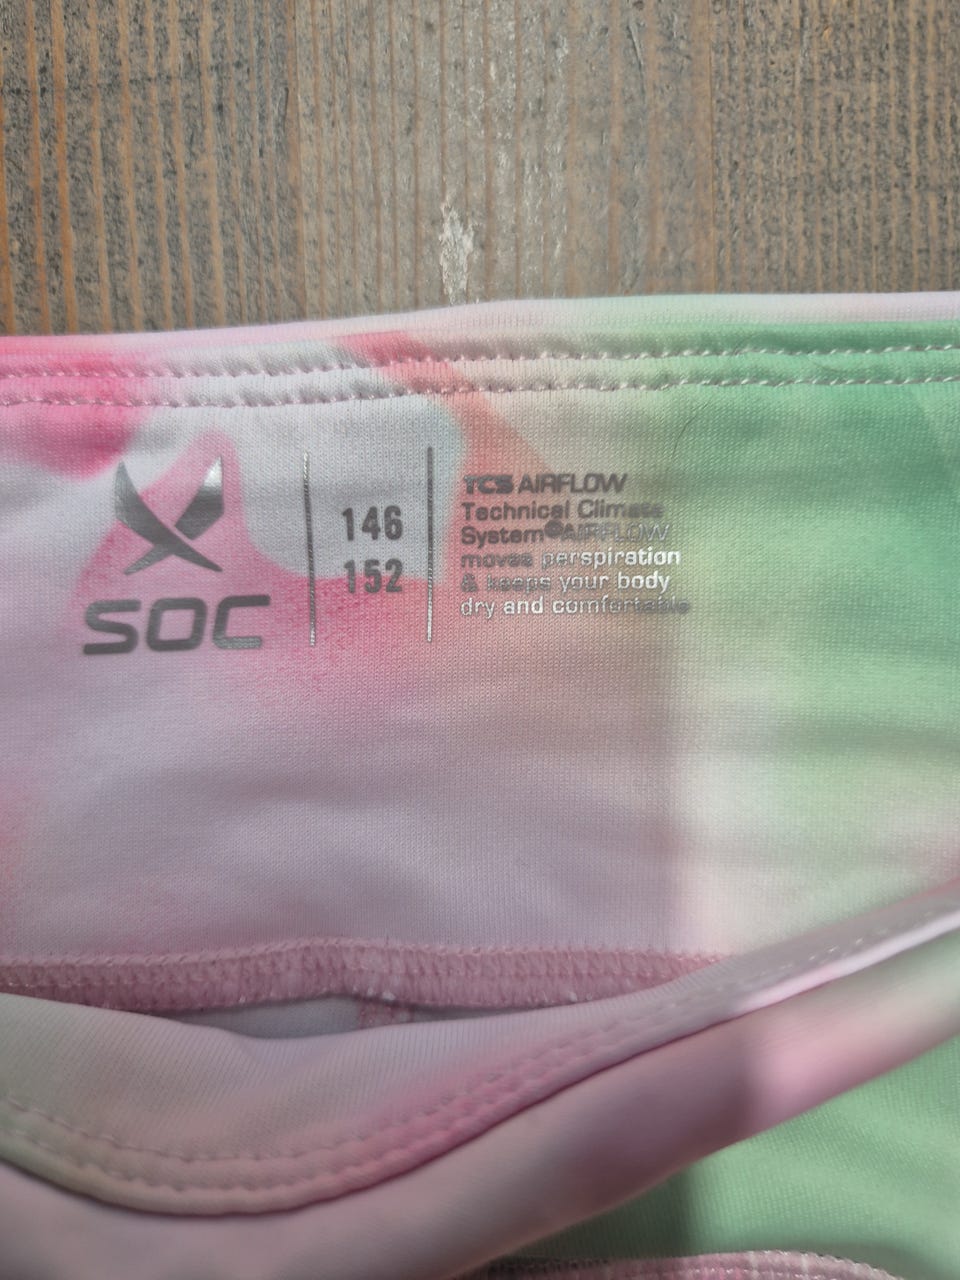 SOC
146
152
TCS AIRFLOW
Technical Climate
System®AIRFLOW
moves perspiration
& keeps your body
dry and comfortable